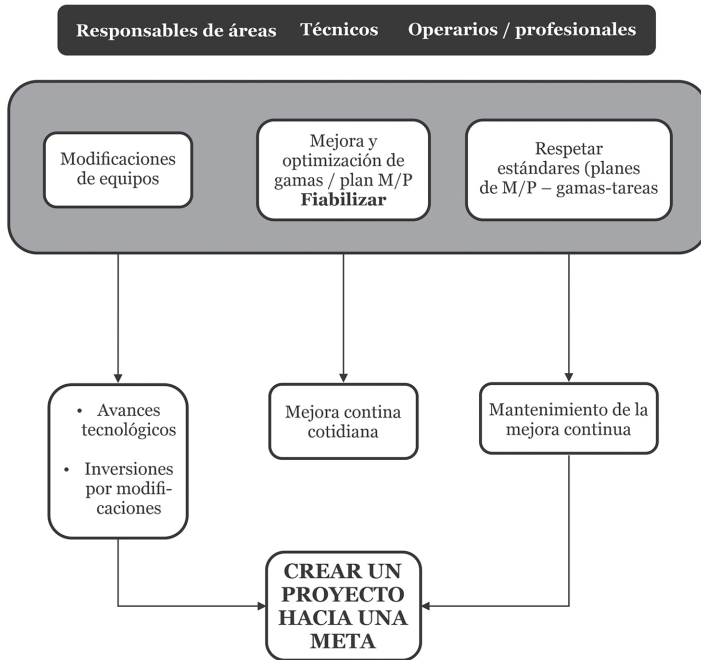 Responsables de áreas Técnicos Operarios / profesionales
Modificaciones
de equipos
Mejora y
optimización de
gamas / plan M/P
Fiabilizar
Respetar
estándares (planes
de M/P – gamas-tareas
• Avances
tecnológicos
• Inversiones
por modifi-
caciones
Mejora contina
cotidiana
Mantenimiento de la
mejora continua
CREAR UN
PROYECTO
HACIA UNA
META